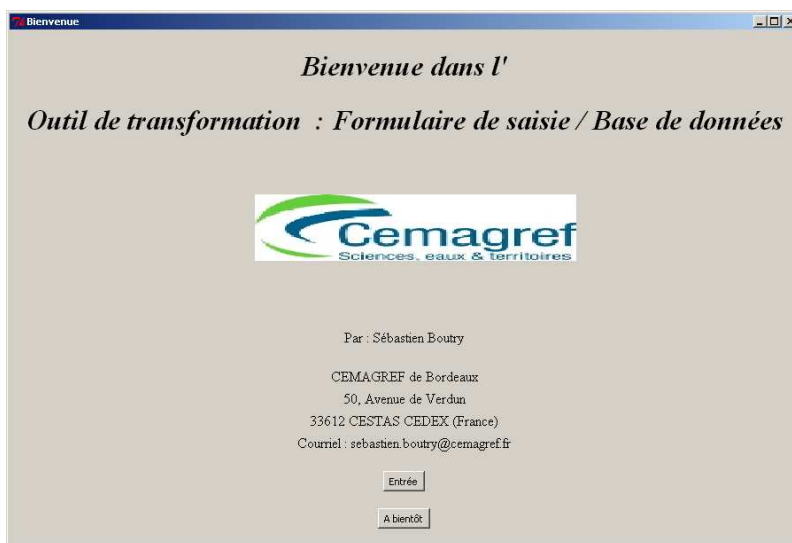 Bienvenue
Bienvenue dans l'
Outil de transformation : Formulaire de saisie / Base de données
Cemagref
Sciences, eaux & territoires
Par : Sébastien Boutry
CEMAGREF de Bordeaux
50, Avenue de Verdun
33612 CESTAS CEDEX (France)
Courriel : sebastien.boutry@cemagref.fr
Entrée
A bientôt